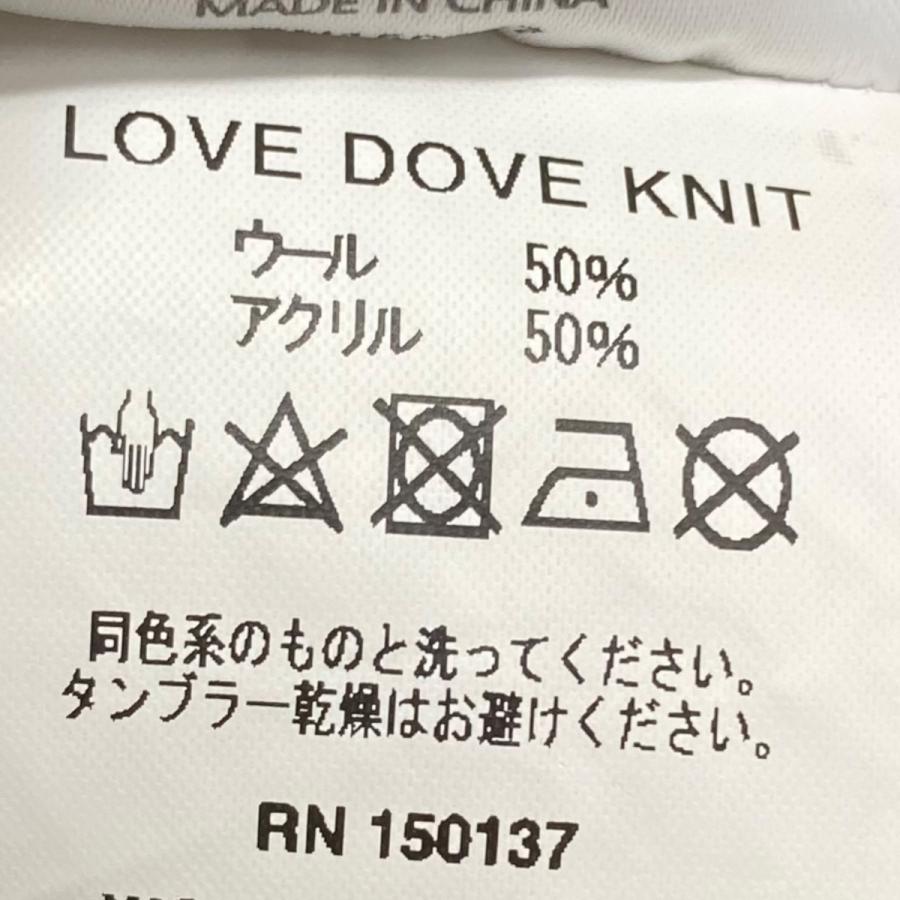 MADE IN CHINA
LOVE DOVE KNIT
ウール 50%
アクリル 50%
同色系のものと洗ってください。
タンブラー乾燥はお避けください。
RN 150137